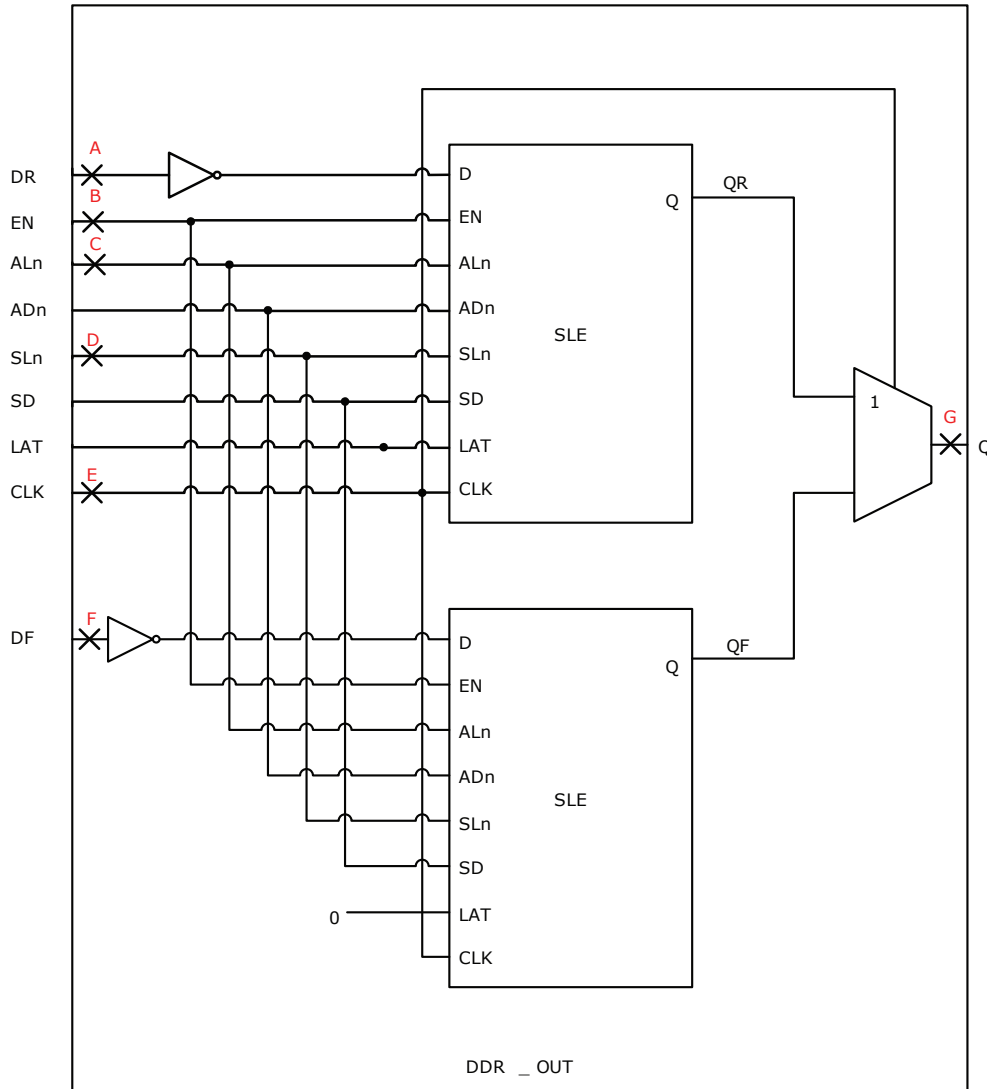 A
DR
D
B
QR
EN
EN
Q
C
ALn
ALn
ADn
ADn
SLE
D
SLn
SLn
SD
SD
1
G
LAT
LAT
Q
E
CLK
CLK
F
DF
D
QF
Q
EN
ALn
ADn
SLE
SLn
SD
0
LAT
CLK
DDR _ OUT